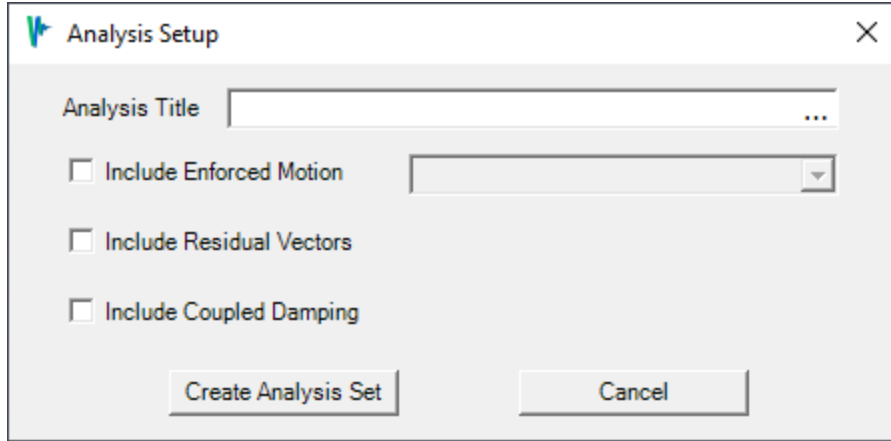 Analysis Setup
Analysis Title ...
Include Enforced Motion
Include Residual Vectors
Include Coupled Damping
Create Analysis Set Cancel